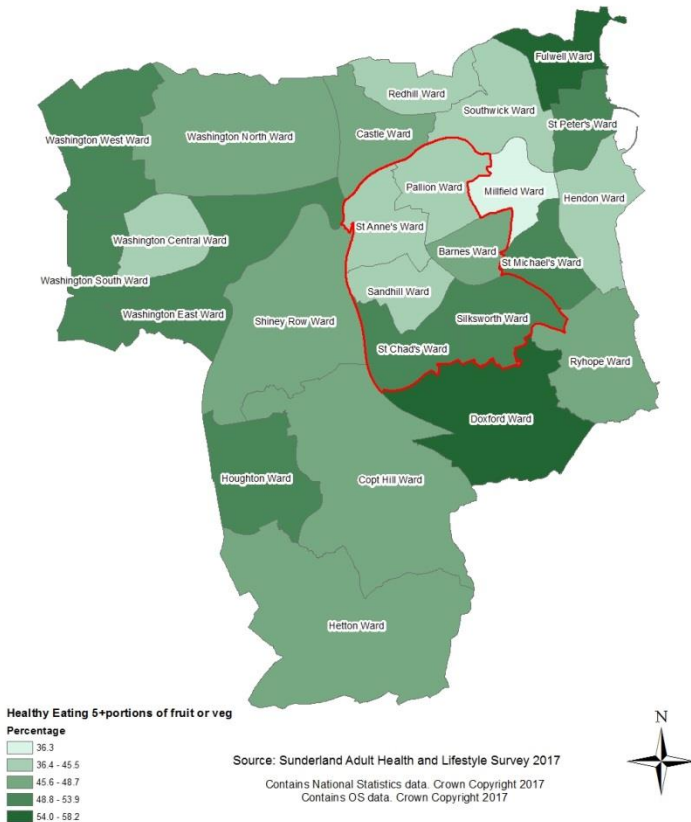 Fulwell Ward
Redhill Ward
Southwick Ward
St Peter's Ward
Washington West Ward
Washington North Ward
Castle Ward
Pallion Ward
Millfield Ward
Hendon Ward
St Anne's Ward
Washington Central Ward
Barnes Ward
St Michael's Ward
Washington South Ward
Sandhill Ward
Washington East Ward
Shiney Row Ward
Silksworth Ward
St Chad's Ward
Ryhope Ward
Doxford Ward
Houghton Ward
Copt Hill Ward
Hetton Ward
Healthy Eating 5+portions of fruit or veg
Percentage
36.3
36.4 - 45.5
45.6 - 48.7
48.8 - 53.9
54.0 - 58.2
Source: Sunderland Adult Health and Lifestyle Survey 2017
Contains National Statistics data. Crown Copyright 2017
Contains OS data. Crown Copyright 2017
N